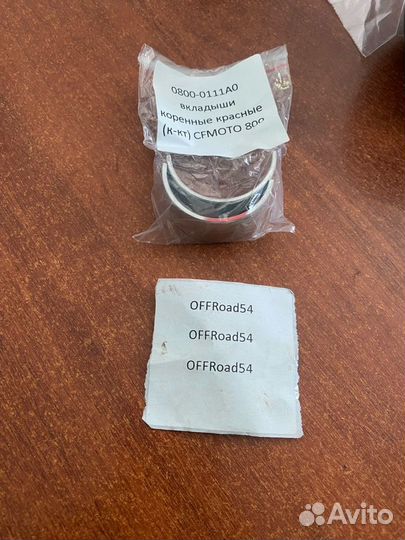 0800-0111A0
вкладыши
коренные красные
(к-кт) CFMOTO 800
OFFRoad54
OFFRoad54
OFFRoad54
Avito